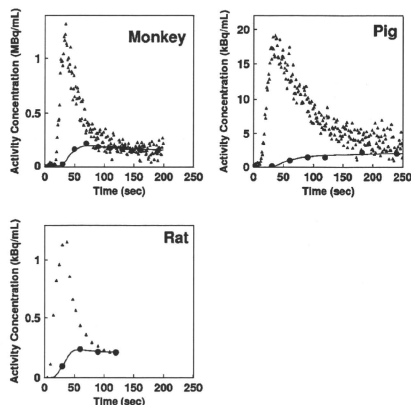 Monkey
Activity Concentration (MBq/mL)
1
0.5
0
0 50 100 150 200 250
Time (sec)
Pig
Activity Concentration (kBq/mL)
20
15
10
5
0
0 50 100 150 200 250
Time (sec)
Rat
Activity Concentration (kBq/mL)
1
0.5
0
0 50 100 150 200 250
Time (sec)